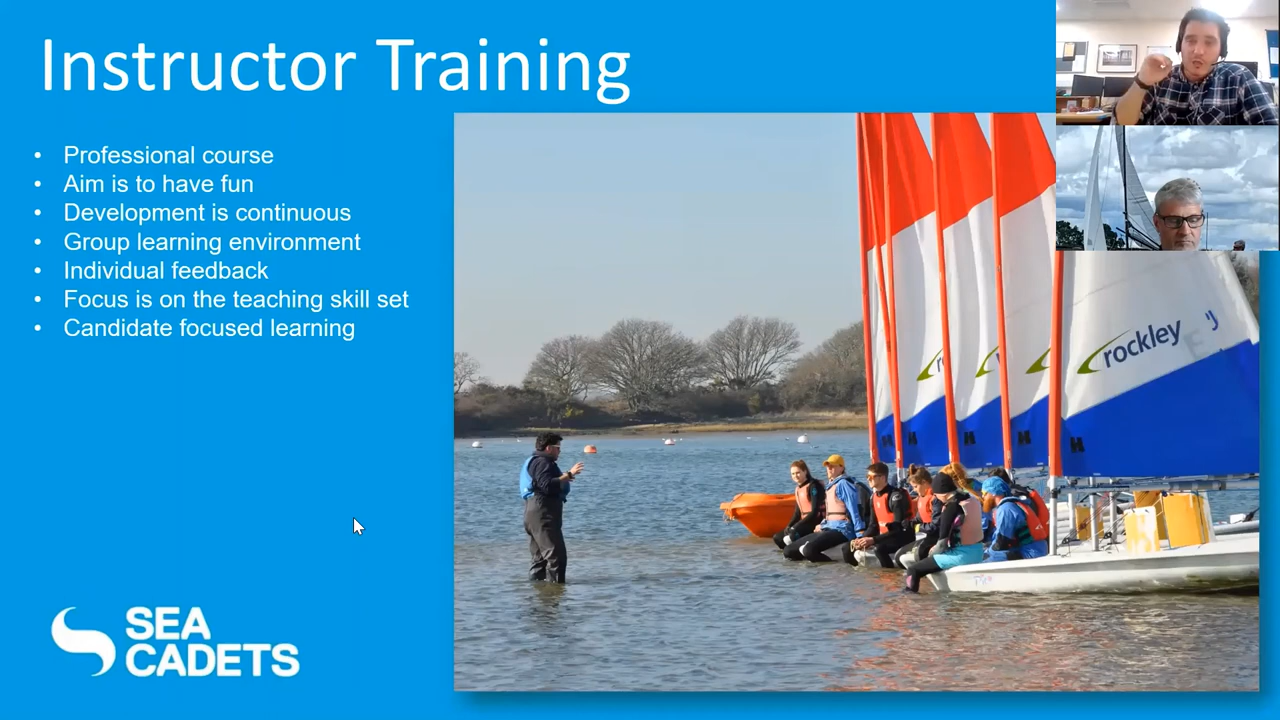 Instructor Training
• Professional course
• Aim is to have fun
• Development is continuous
• Group learning environment
• Individual feedback
• Focus is on the teaching skill set
• Candidate focused learning
rockley
SEA
CADETS